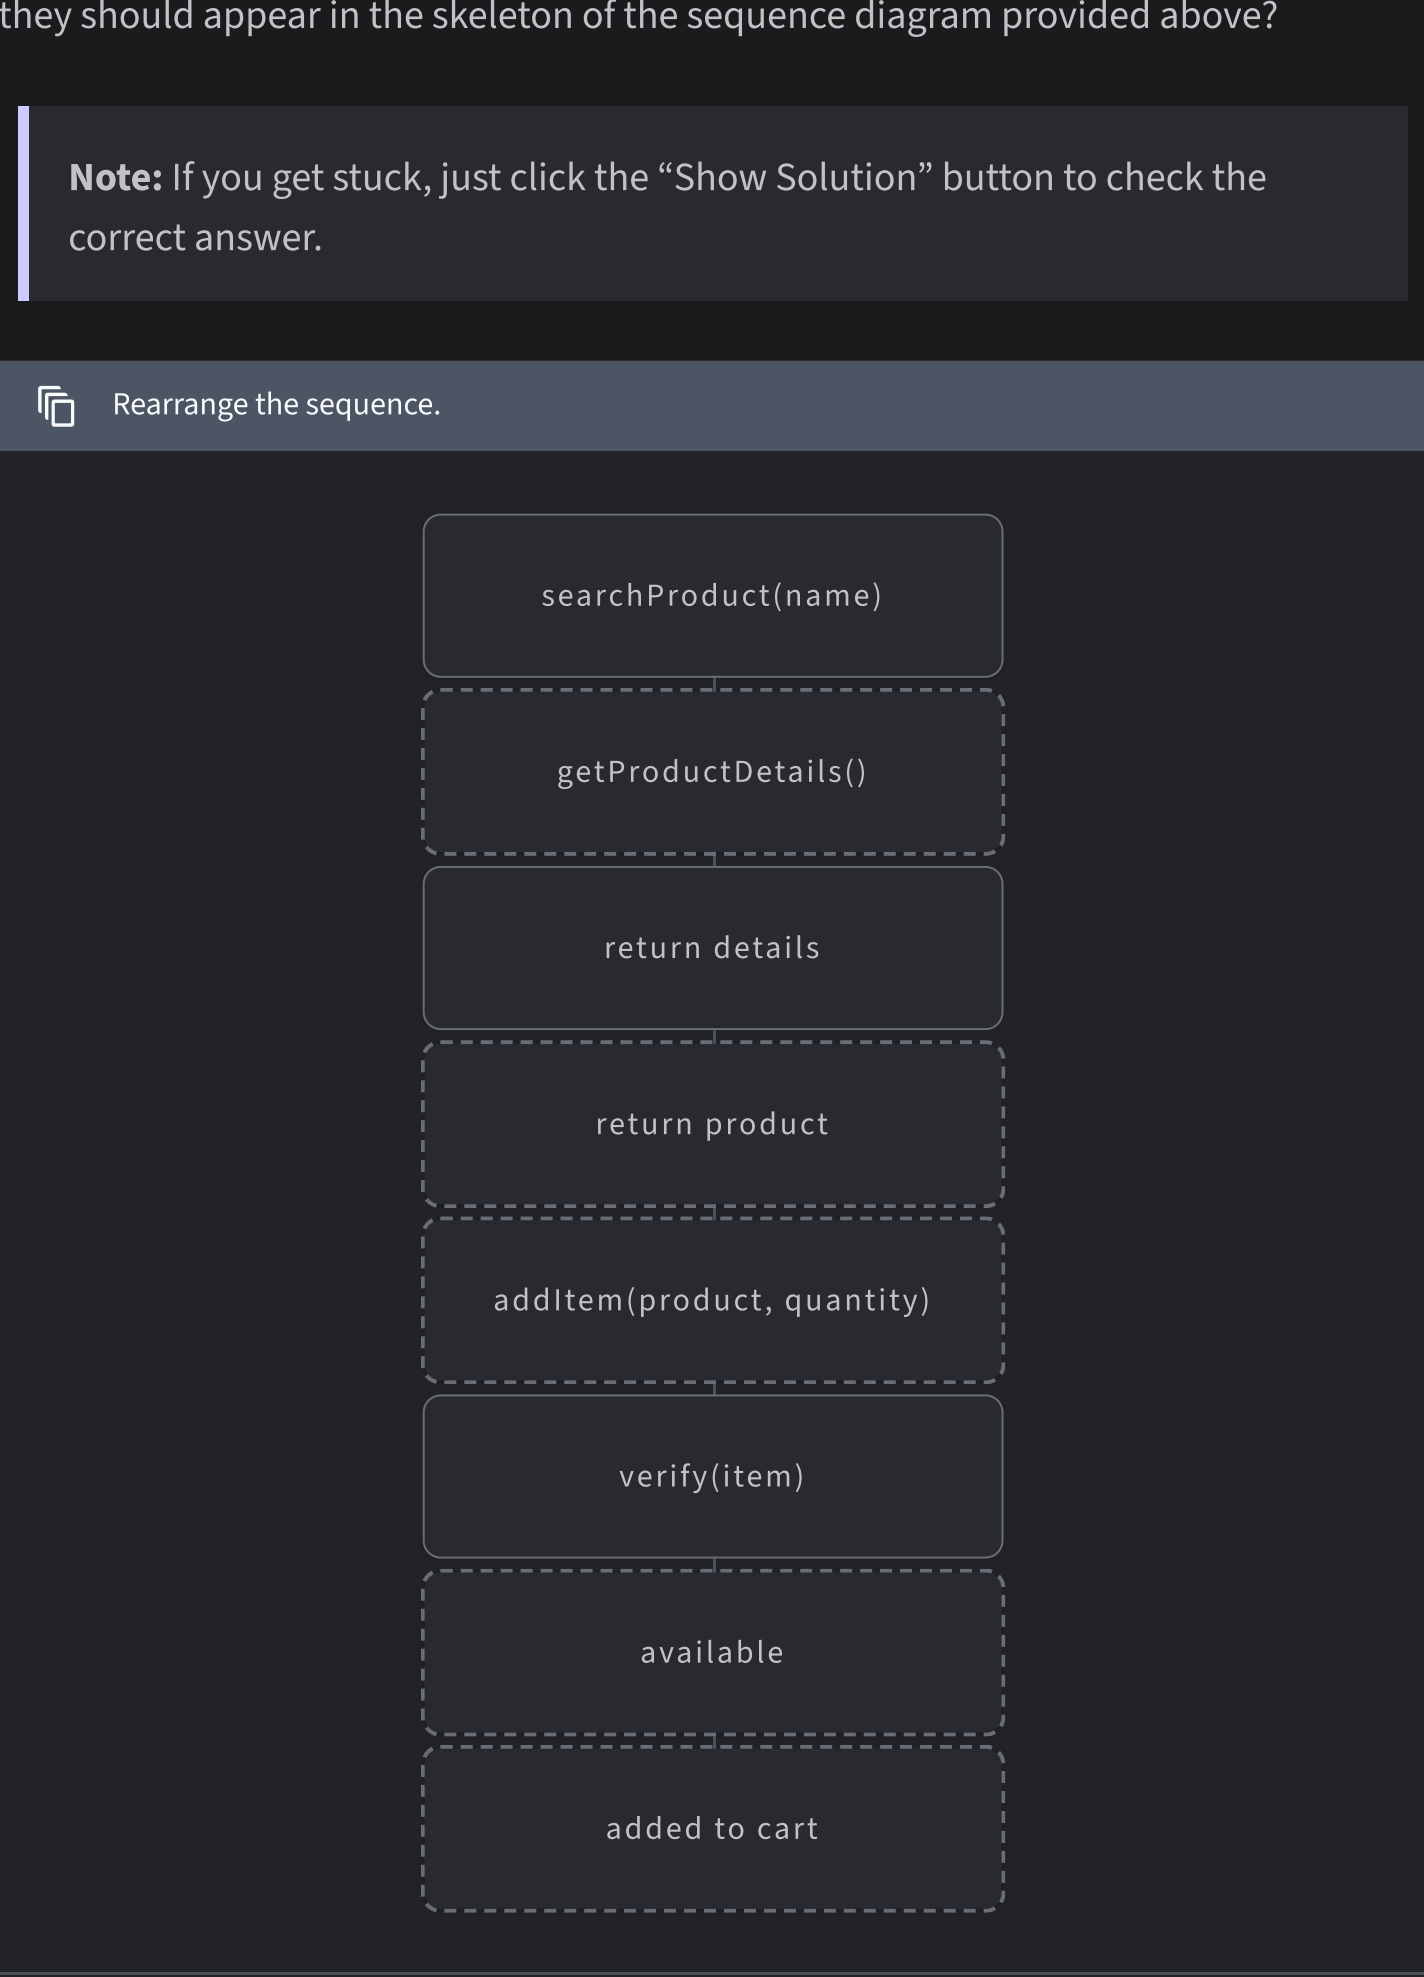 they should appear in the skeleton of the sequence diagram provided above?
Note: If you get stuck, just click the “Show Solution” button to check the
correct answer.
Rearrange the sequence.
searchProduct(name)
getProductDetails()
return details
return product
addItem(product, quantity)
verify(item)
available
added to cart